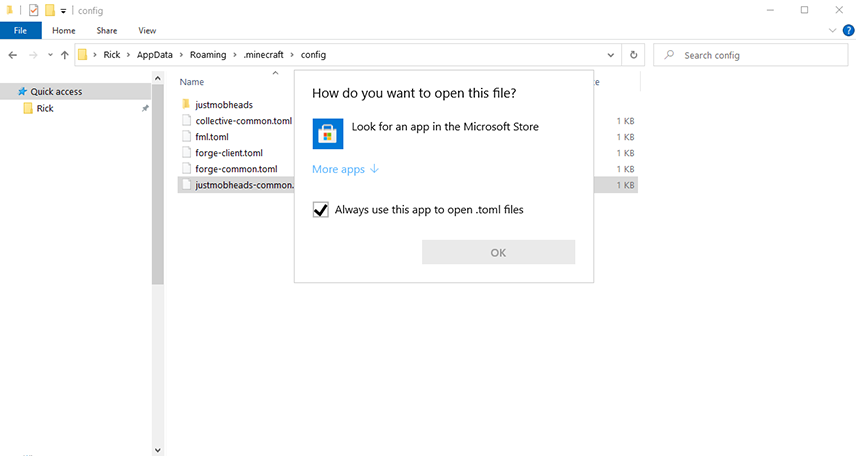 config
File Home Share View
Rick AppData Roaming .minecraft config
Search config
Quick access
Rick
Name
justmobheads
collective-common.toml 1 KB
fml.toml 1 KB
forge-client.toml 1 KB
forge-common.toml 1 KB
justmobheads-common. 1 KB
How do you want to open this file?
Look for an app in the Microsoft Store
More apps
Always use this app to open .toml files
OK